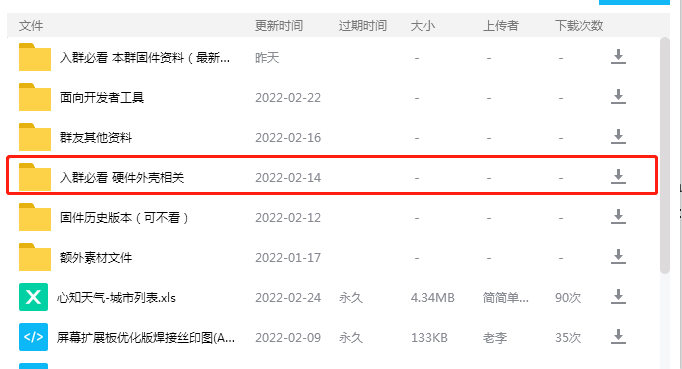 文件 更新时间 过期时间 大小 上传者 下载次数
入群必看 本群固件资料（最新... 昨天 - - -
面向开发者工具 2022-02-22 - - -
群友其他资料 2022-02-16 - - -
入群必看 硬件外壳相关 2022-02-14 - - -
固件历史版本（可不看） 2022-02-12 - - -
额外素材文件 2022-01-17 - - -
心知天气-城市列表.xls 2022-02-24 永久 4.34MB 简简单... 90次
屏幕扩展板优化版焊接丝印图(A... 2022-02-09 永久 133KB 老李 35次